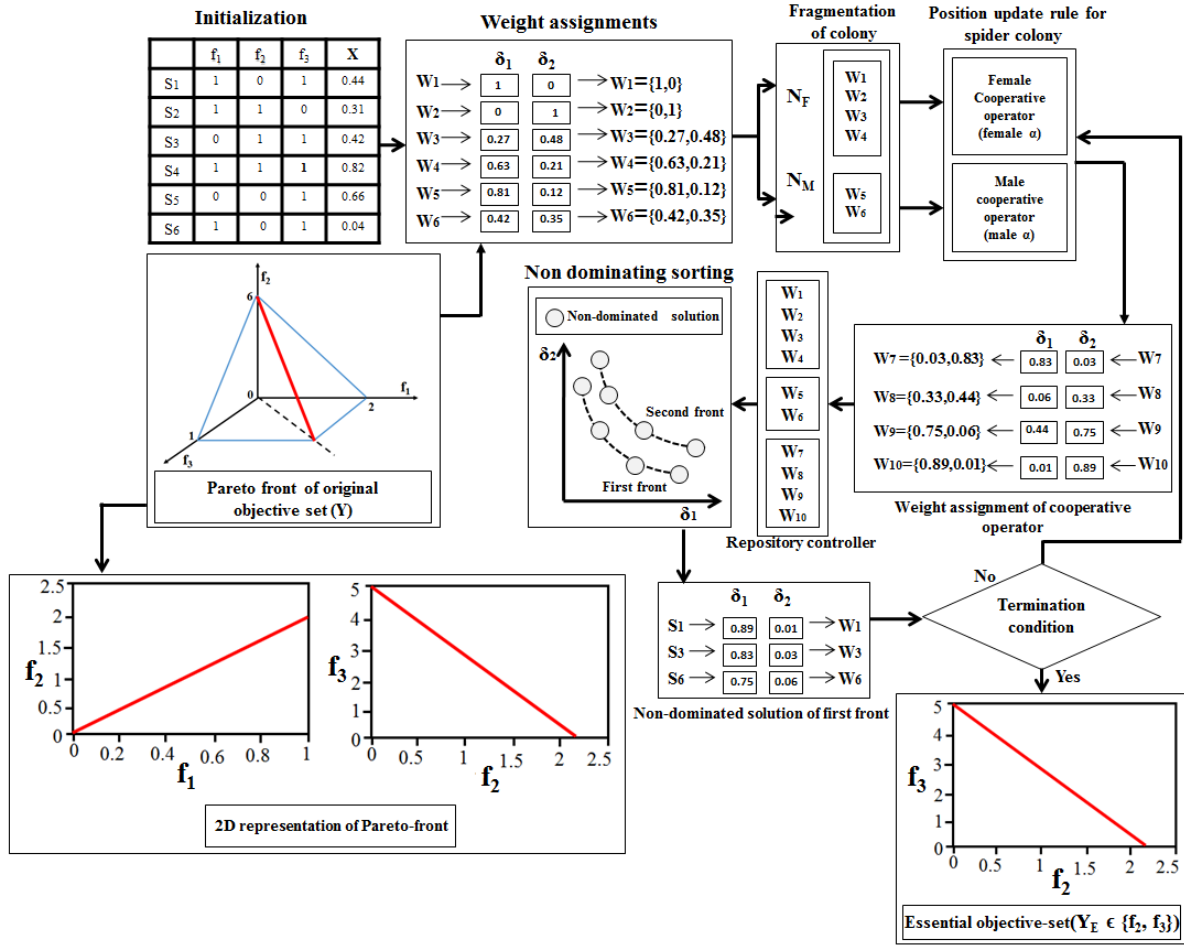 Initialization
f1 f2 f3 X
S1 1 0 1 0.44
S2 1 1 0 0.31
S3 0 1 1 0.42
S4 1 1 1 0.82
S5 0 0 1 0.66
S6 1 0 1 0.04
Weight assignments
δ1 δ2
W1 1 0 W1={1,0}
W2 0 1 W2={0,1}
W3 0.27 0.48 W3={0.27,0.48}
W4 0.63 0.21 W4={0.63,0.21}
W5 0.81 0.12 W5={0.81,0.12}
W6 0.42 0.35 W6={0.42,0.35}
Fragmentation
of colony
NF
W1
W2
W3
W4
NM
W5
W6
Position update rule for
spider colony
Female
Cooperative
operator
(female α)
Male
cooperative
operator
(male α)
f2
6
0
f1
2
1
f3
Pareto front of original
objective set (Y)
Non dominating sorting
Non-dominated solution
δ2
Second front
First front
δ1
W1
W2
W3
W4
W5
W6
W7
W8
W9
W10
Repository controller
δ1 δ2
W7={0.03,0.83} 0.83 0.03 W7
W8={0.33,0.44} 0.06 0.33 W8
W9={0.75,0.06} 0.44 0.75 W9
W10={0.89,0.01} 0.01 0.89 W10
Weight assignment of cooperative
operator
2.5
2
1.5
1
0.5
0
f2
0 0.2 0.4 0.6 0.8 1
f1
5
4
3
2
1
0
f3
0 0.5 1 1.5 2 2.5
f2
2D representation of Pareto-front
δ1 δ2
S1 0.89 0.01 W1
S3 0.83 0.03 W3
S6 0.75 0.06 W6
Non-dominated solution of first front
No
Termination
condition
Yes
5
4
3
2
1
0
f3
0 0.5 1 1.5 2 2.5
f2
Essential objective-set(YE ϵ {f2, f3})